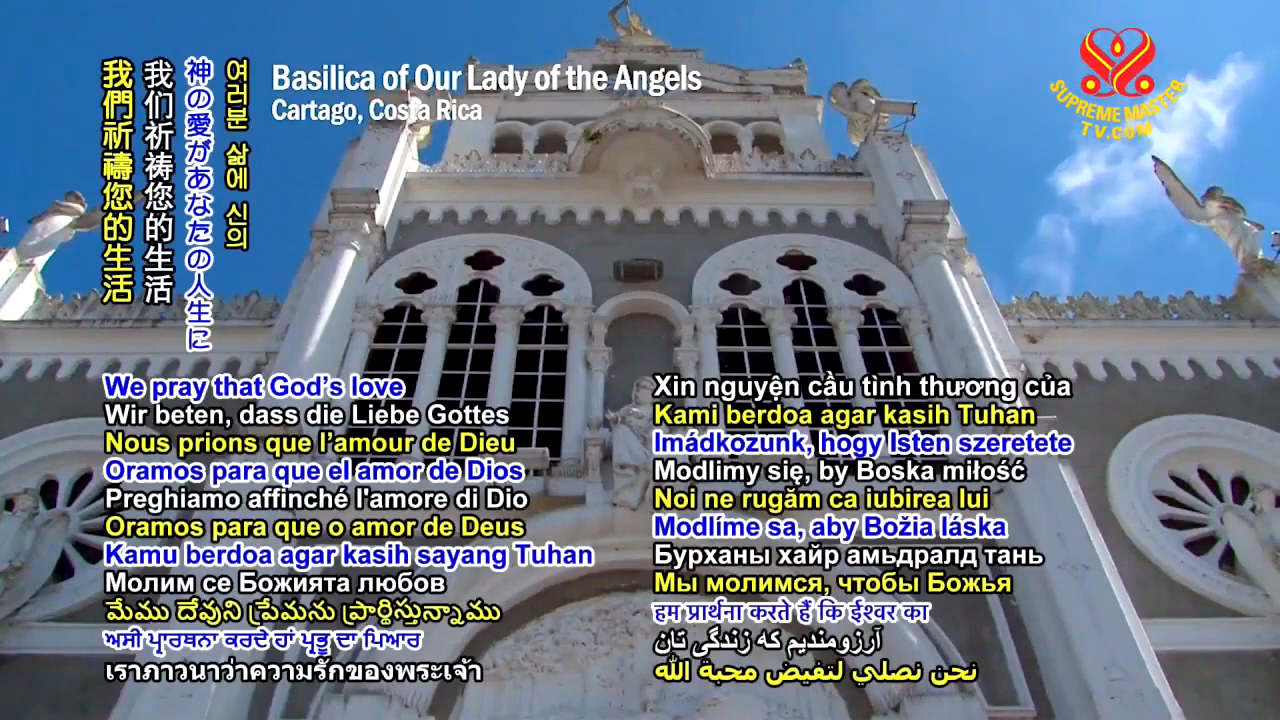 Basilica of Our Lady of the Angels
Cartago, Costa Rica
SUPREME MASTER
TV.COM
我們祈禱您的生活
我们祈祷您的生活
神の愛があなたの人生に
여러분 삶에 신의
We pray that God’s love
Wir beten, dass die Liebe Gottes
Nous prions que l’amour de Dieu
Oramos para que el amor de Dios
Preghiamo affinché l'amore di Dio
Oramos para que o amor de Deus
Kamu berdoa agar kasih sayang Tuhan
Молим се Божията любов
మేము దేవుని ప్రేమను ప్రార్థిస్తున్నాము
ਅਸੀ ਪ੍ਰਾਰਥਨਾ ਕਰਦੇ ਹਾਂ ਪ੍ਰਭੂ ਦਾ ਪਿਆਰ
เราภาวนาว่าความรักของพระเจ้า
Xin nguyện cầu tình thương của
Kami berdoa agar kasih Tuhan
Imádkozunk, hogy Isten szeretete
Modlimy się, by Boska miłość
Noi ne rugăm ca iubirea lui
Modlíme sa, aby Božia láska
Бурханы хайр амьдралд тань
Мы молимся, чтобы Божья
हम प्रार्थना करते हैं कि ईश्वर का
آرزومندیم که زندگی تان
نحن نصلي لتفيض محبة الله